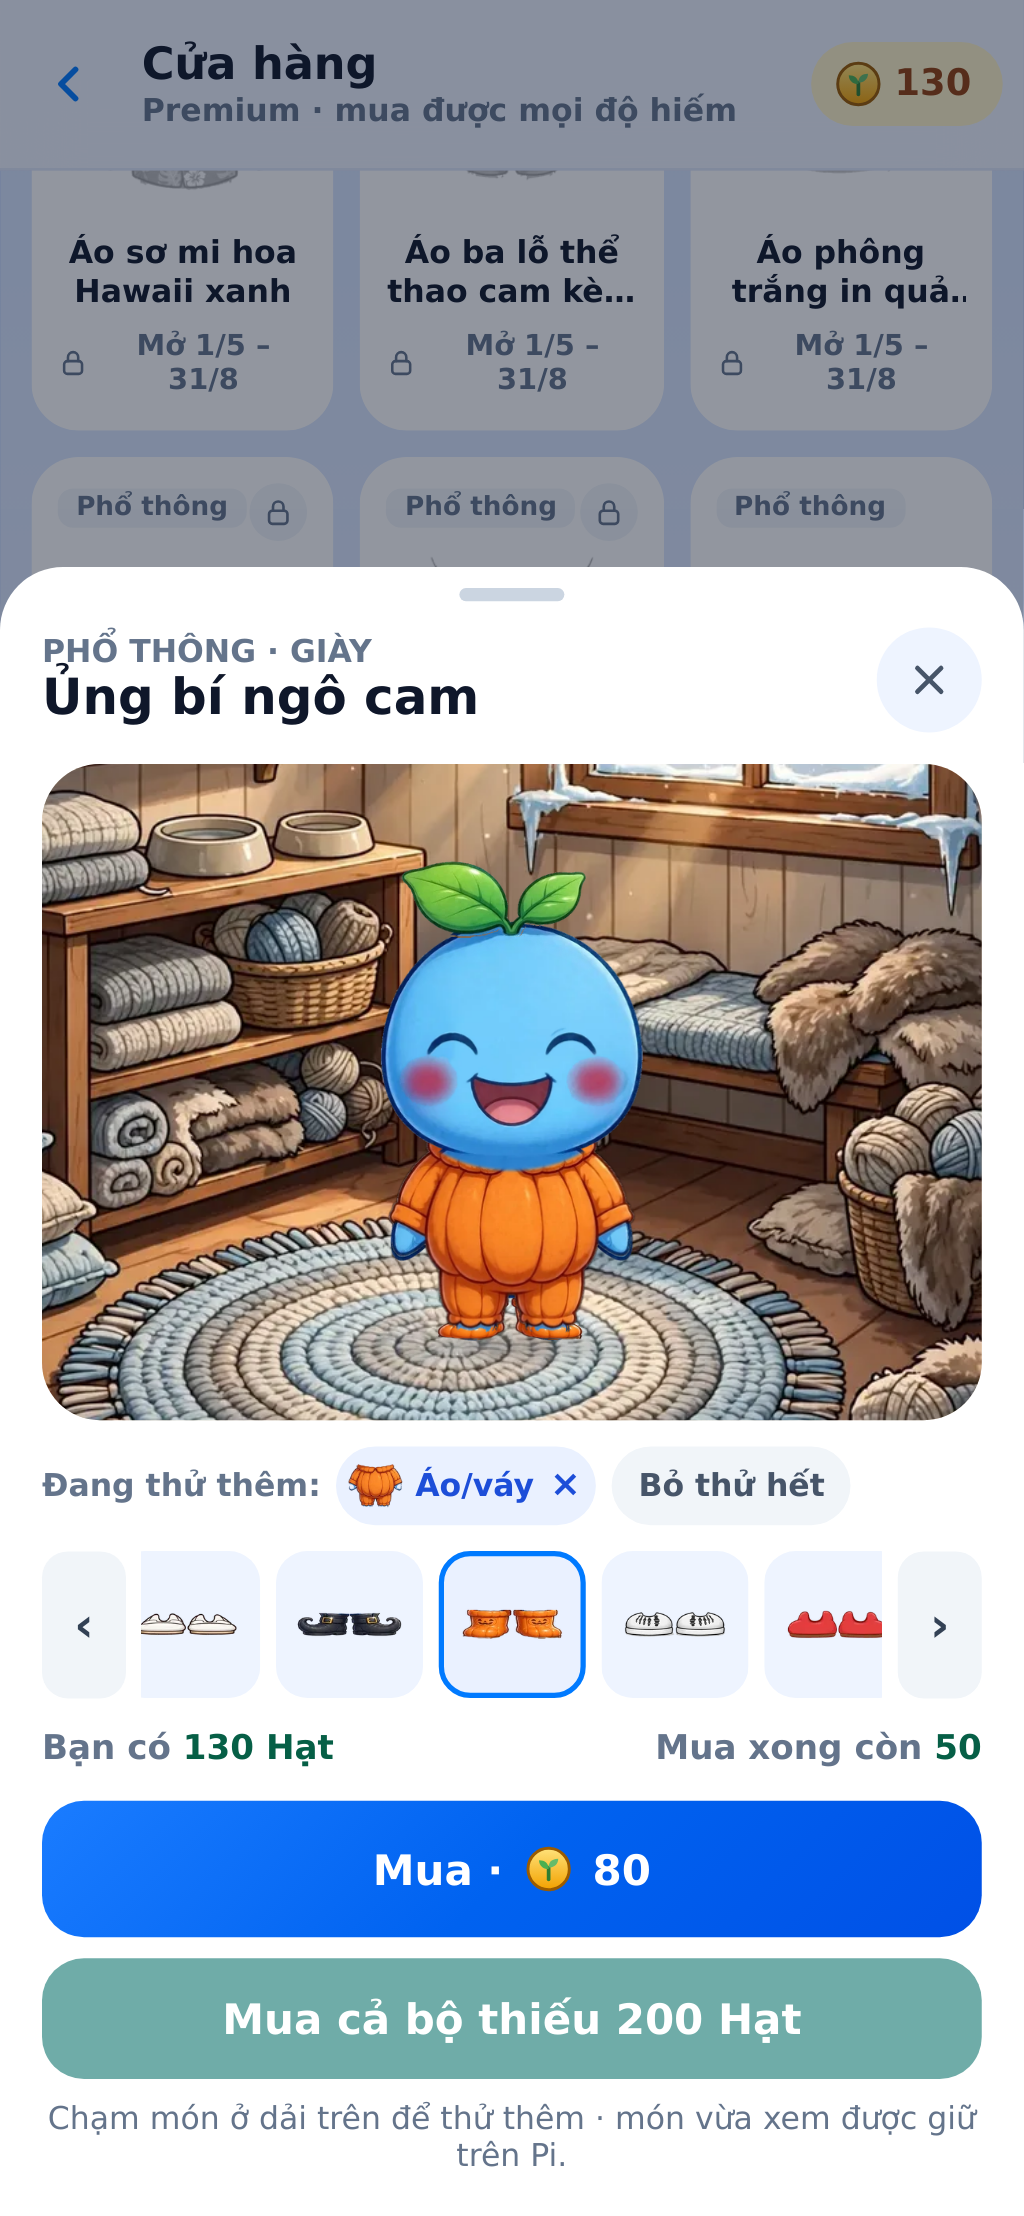 Cửa hàng
Premium · mua được mọi độ hiếm
130
Áo sơ mi hoa
Hawaii xanh
Mở 1/5 –
31/8
Áo ba lỗ thể
thao cam kè...
Mở 1/5 –
31/8
Áo phông
trắng in quả..
Mở 1/5 –
31/8
Phổ thông
Phổ thông
Phổ thông
PHỔ THÔNG · GIÀY
Ủng bí ngô cam
Đang thử thêm:
Áo/váy ✕
Bỏ thử hết
‹
›
Bạn có 130 Hạt
Mua xong còn 50
Mua · 80
Mua cả bộ thiếu 200 Hạt
Chạm món ở dải trên để thử thêm · món vừa xem được giữ
trên Pi.